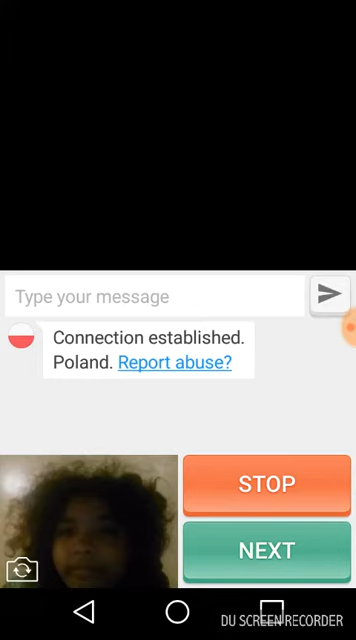 Type your message
Connection established.
Poland. Report abuse?
STOP
NEXT
DU SCREEN RECORDER